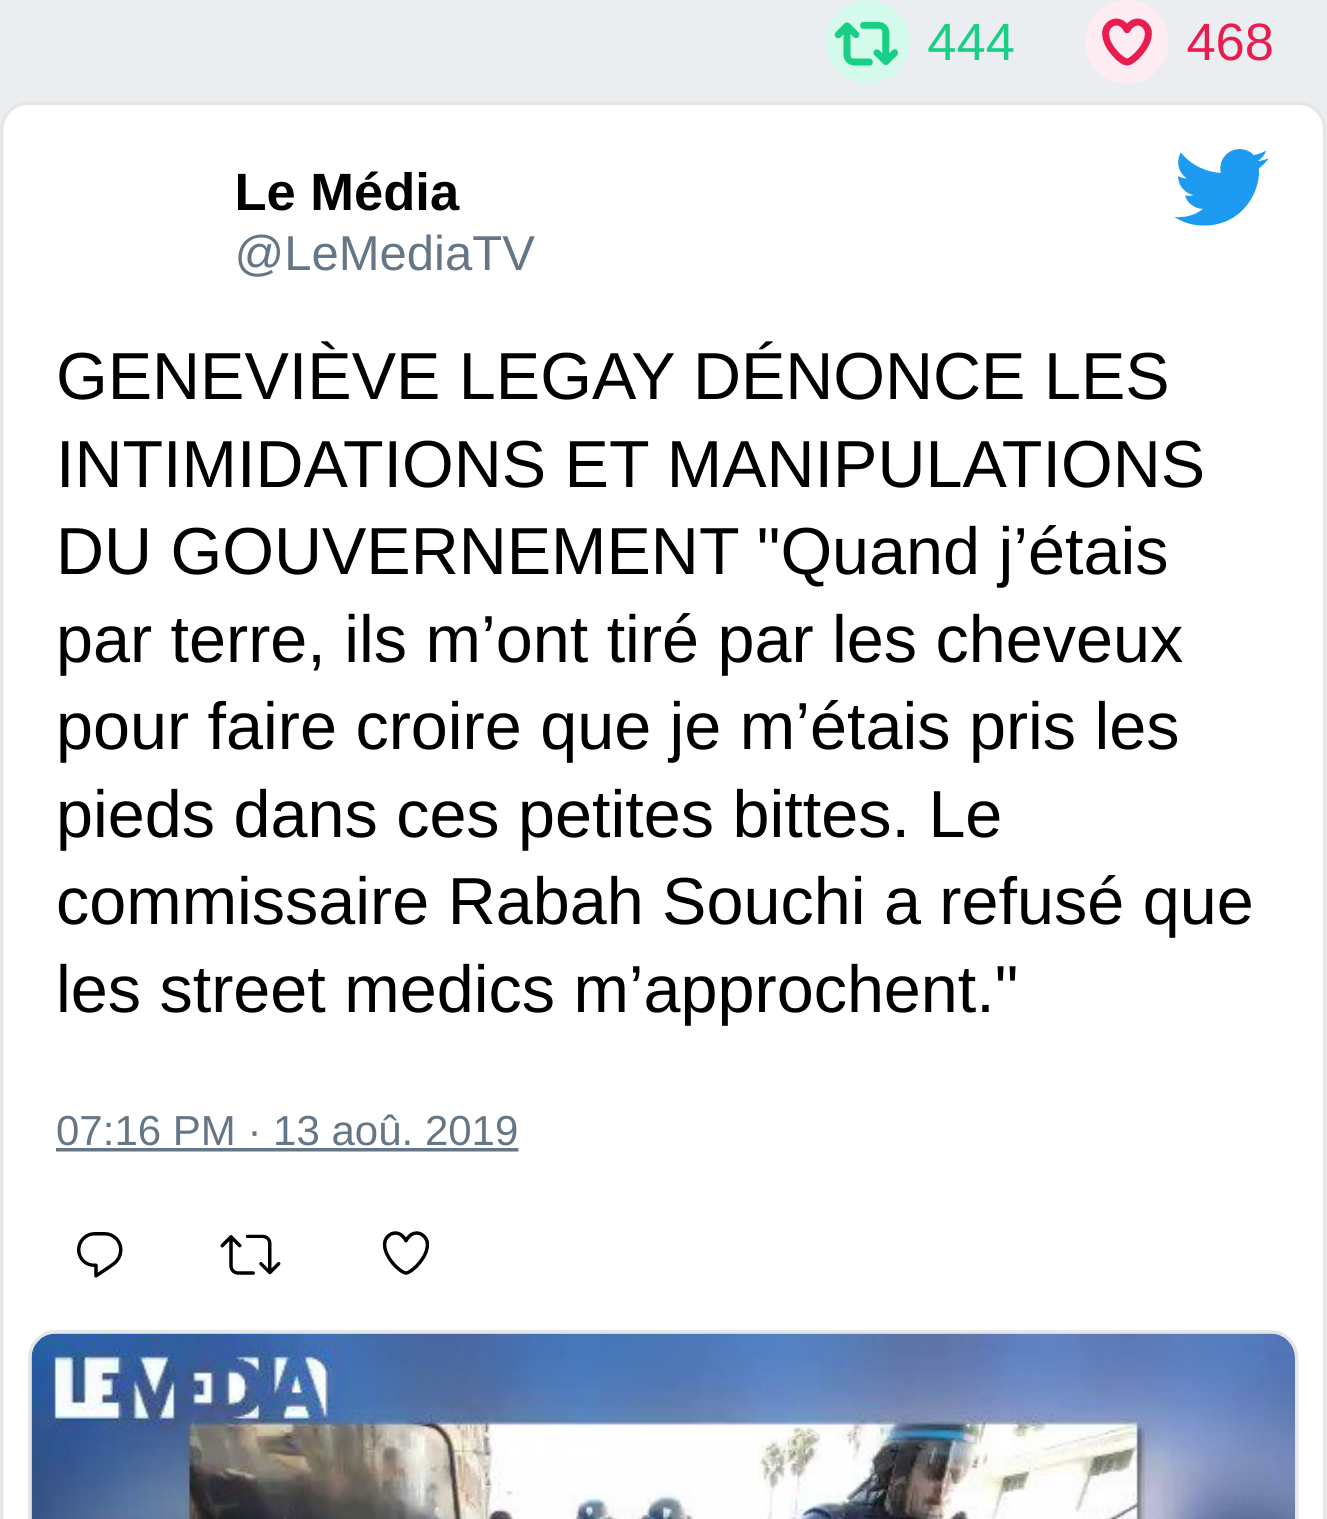 444 468
Le Média
@LeMediaTV
GENEVIÈVE LEGAY DÉNONCE LES
INTIMIDATIONS ET MANIPULATIONS
DU GOUVERNEMENT "Quand j’étais
par terre, ils m’ont tiré par les cheveux
pour faire croire que je m’étais pris les
pieds dans ces petites bittes. Le
commissaire Rabah Souchi a refusé que
les street medics m’approchent."
07:16 PM · 13 aoû. 2019
LE MEDIA